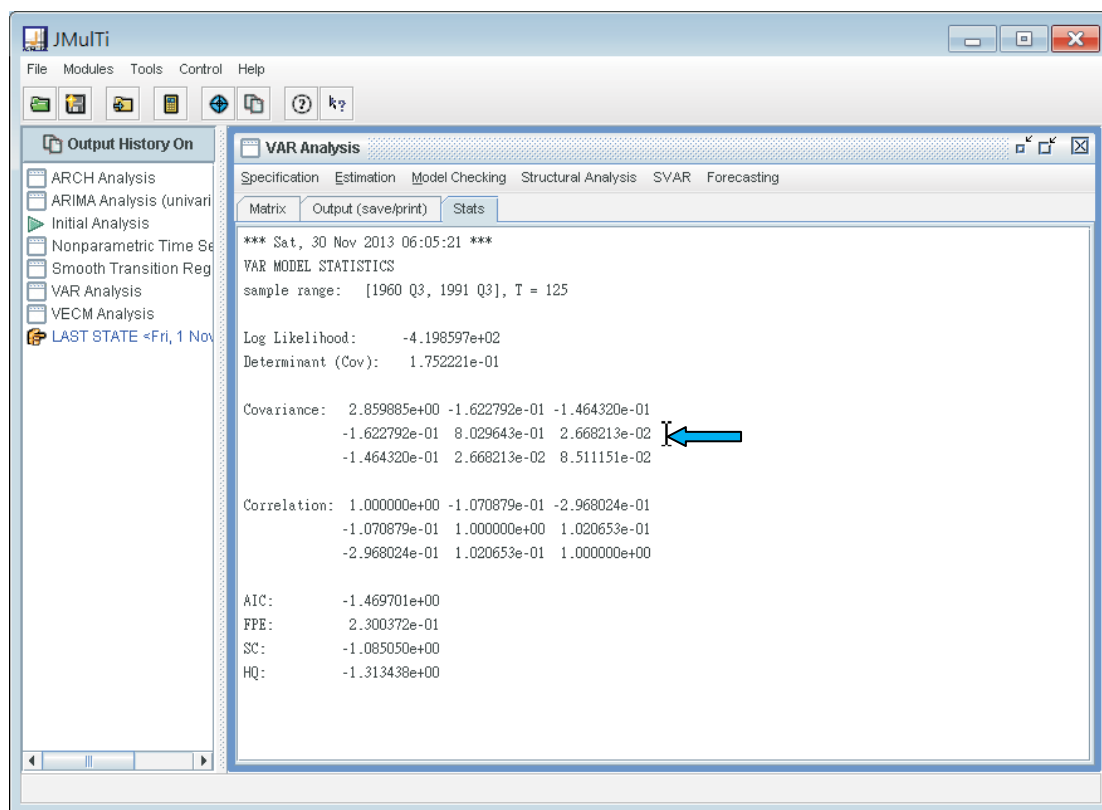 JMulTi
File Modules Tools Control Help
Output History On
ARCH Analysis
ARIMA Analysis (univari
Initial Analysis
Nonparametric Time Se
Smooth Transition Reg
VAR Analysis
VECM Analysis
LAST STATE <Fri, 1 Nov
VAR Analysis
Specification Estimation Model Checking Structural Analysis SVAR Forecasting
Matrix Output (save/print) Stats
*** Sat, 30 Nov 2013 06:05:21 ***
VAR MODEL STATISTICS
sample range: [1960 Q3, 1991 Q3], T = 125
Log Likelihood: -4.198597e+02
Determinant (Cov): 1.752221e-01
Covariance: 2.859885e+00 -1.622792e-01 -1.464320e-01
-1.622792e-01 8.029643e-01 2.668213e-02
-1.464320e-01 2.668213e-02 8.511151e-02
Correlation: 1.000000e+00 -1.070879e-01 -2.968024e-01
-1.070879e-01 1.000000e+00 1.020653e-01
-2.968024e-01 1.020653e-01 1.000000e+00
AIC: -1.469701e+00
FPE: 2.300372e-01
SC: -1.085050e+00
HQ: -1.313438e+00